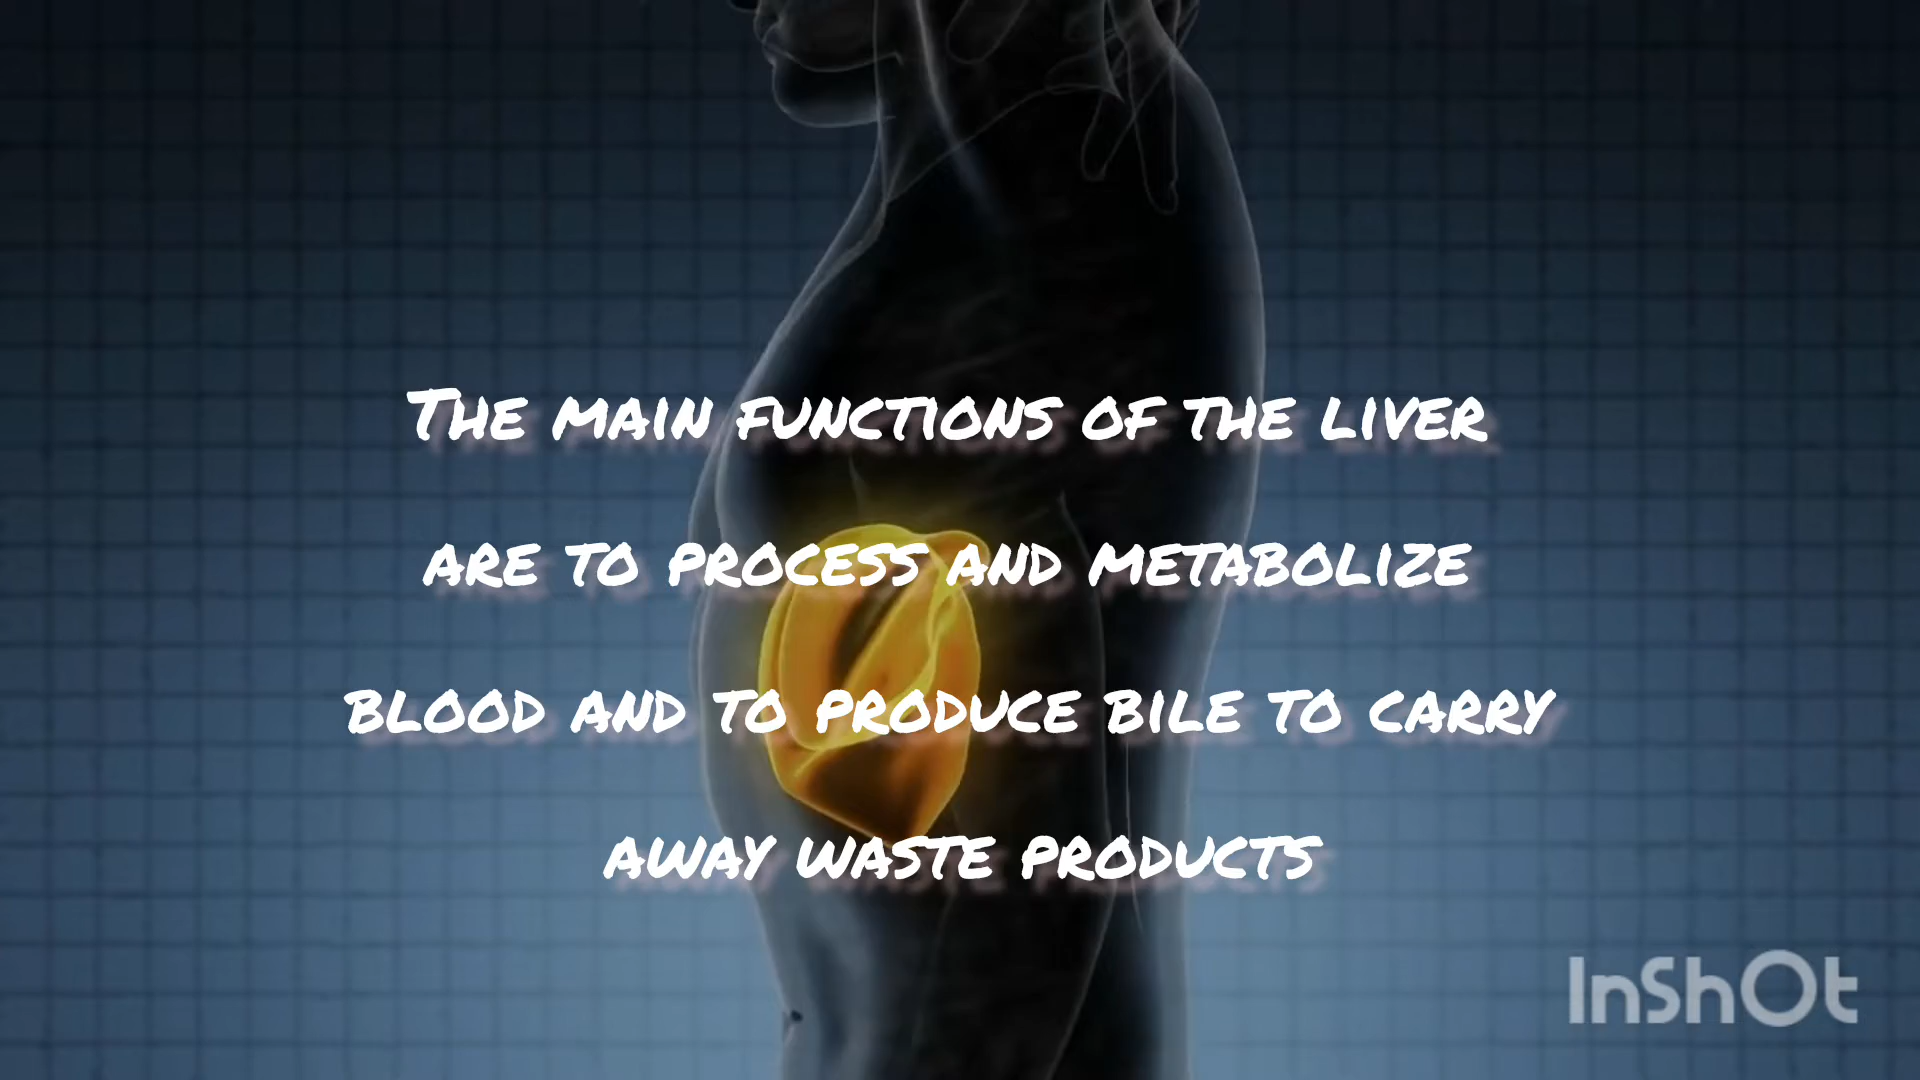 The main functions of the liver
are to process and metabolize
blood and to produce bile to carry
away waste products
InShOt